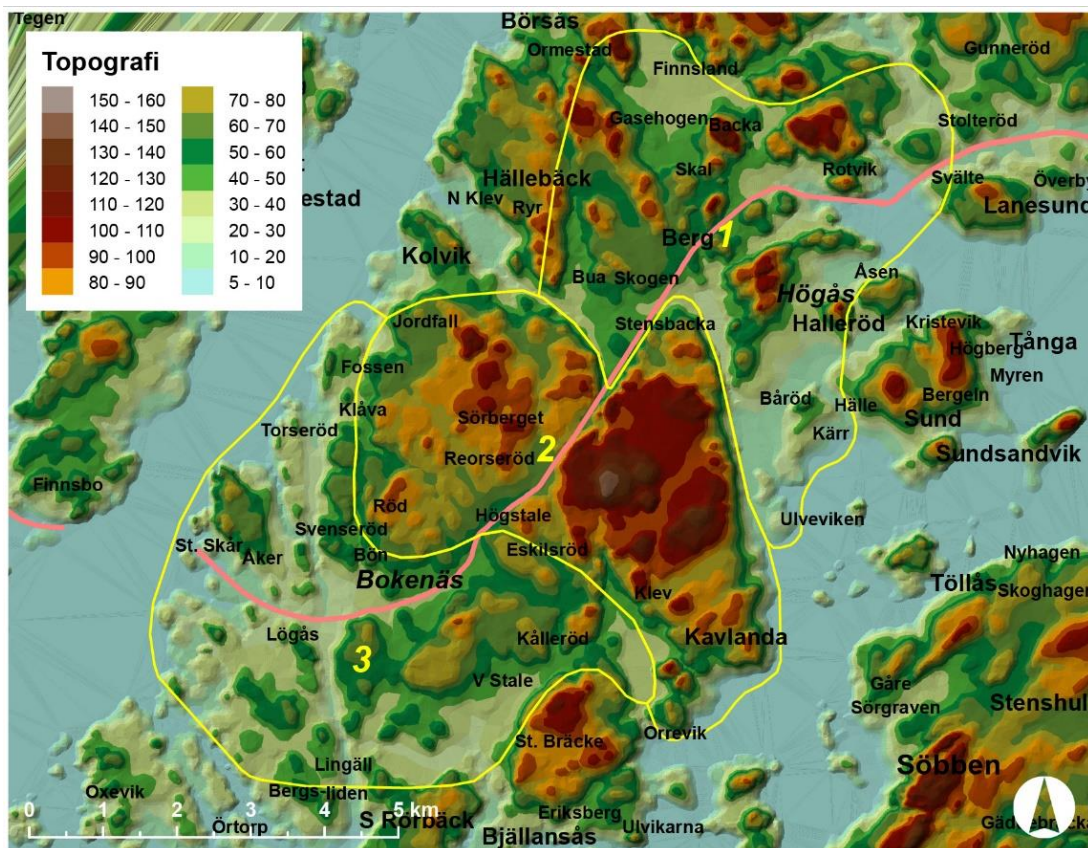 Tegen
Börsås
Ormestad
Finnsland
Gunneröd
Topografi
150 - 160
70 - 80
140 - 150
60 - 70
130 - 140
50 - 60
120 - 130
40 - 50
110 - 120
30 - 40
100 - 110
20 - 30
90 - 100
10 - 20
80 - 90
5 - 10
Gasehogen
Backa
Stolteröd
Skal
Rotvik
Svälte
Överby
Hällebäck
estad
N Klev
Ryr
Lanesund
Berg
1
Kolvik
Bua
Skogen
Åsen
Högås
Jordfall
Stensbacka
Halleröd
Kristevik
Tånga
Högberg
Fossen
Myren
Klåva
Sörberget
Båröd
Hälle
Bergeln
Sund
Torseröd
Kärr
Reorseröd
2
Sundsandvik
Finnsbo
Röd
Högstale
Ulveviken
Svenseröd
St. Skår
Åker
Bön
Eskilsröd
Nyhagen
Bokenäs
Töllås
Skoghagen
Klev
Lögås
Kålleröd
Kavlanda
3
V Stale
Gåre
Sörgraven
Stenshul
St. Bräcke
Orrevik
Lingäll
Söbben
Oxevik
Bergs-liden
0 1 2 3 4 5 km
Örtorp
S Rörbäck
Eriksberg
Bjällansås
Ulvikarna